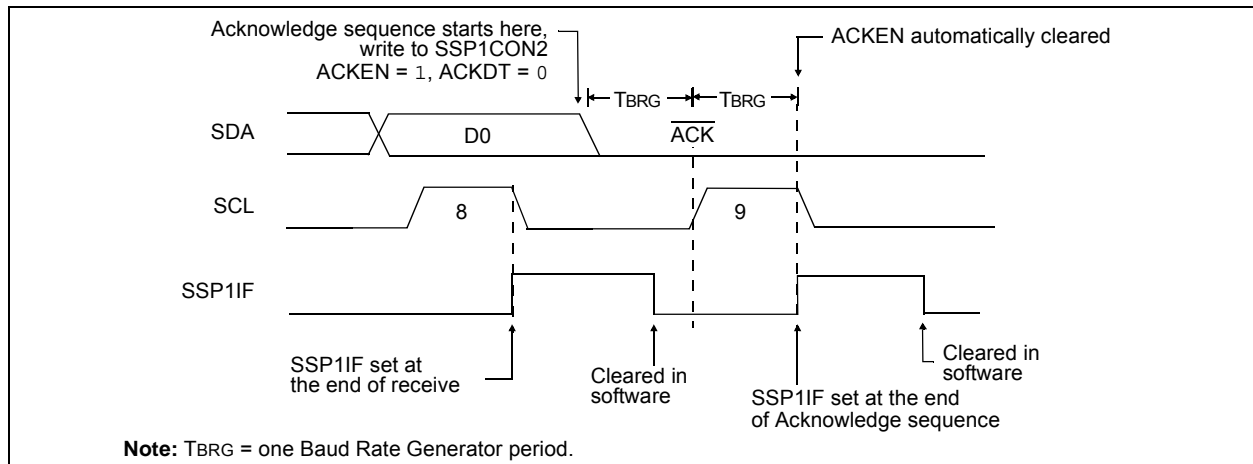 Acknowledge sequence starts here,
write to SSP1CON2
ACKEN = 1, ACKDT = 0
ACKEN automatically cleared
TBRG
TBRG
SDA
D0
ACK
SCL
8
9
SSP1IF
SSP1IF set at
the end of receive
Cleared in
software
SSP1IF set at the end
of Acknowledge sequence
Cleared in
software
Note: TBRG = one Baud Rate Generator period.